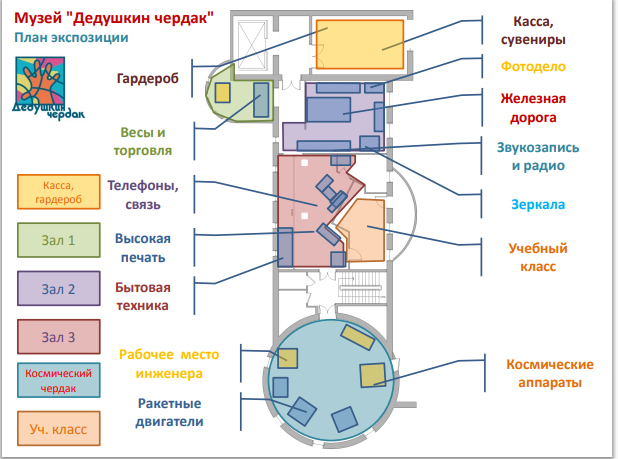 Музей "Дедушкин чердак"
План экспозиции
Дедушкин
чердак
Гардероб
Весы и
торговля
Телефоны,
связь
Высокая
печать
Бытовая
техника
Рабочее место
инженера
Ракетные
двигатели
Касса,
гардероб
Зал 1
Зал 2
Зал 3
Космический
чердак
Уч. класс
Касса,
сувениры
Фотодело
Железная
дорога
Звукозапись
и радио
Зеркала
Учебный
класс
Космические
аппараты